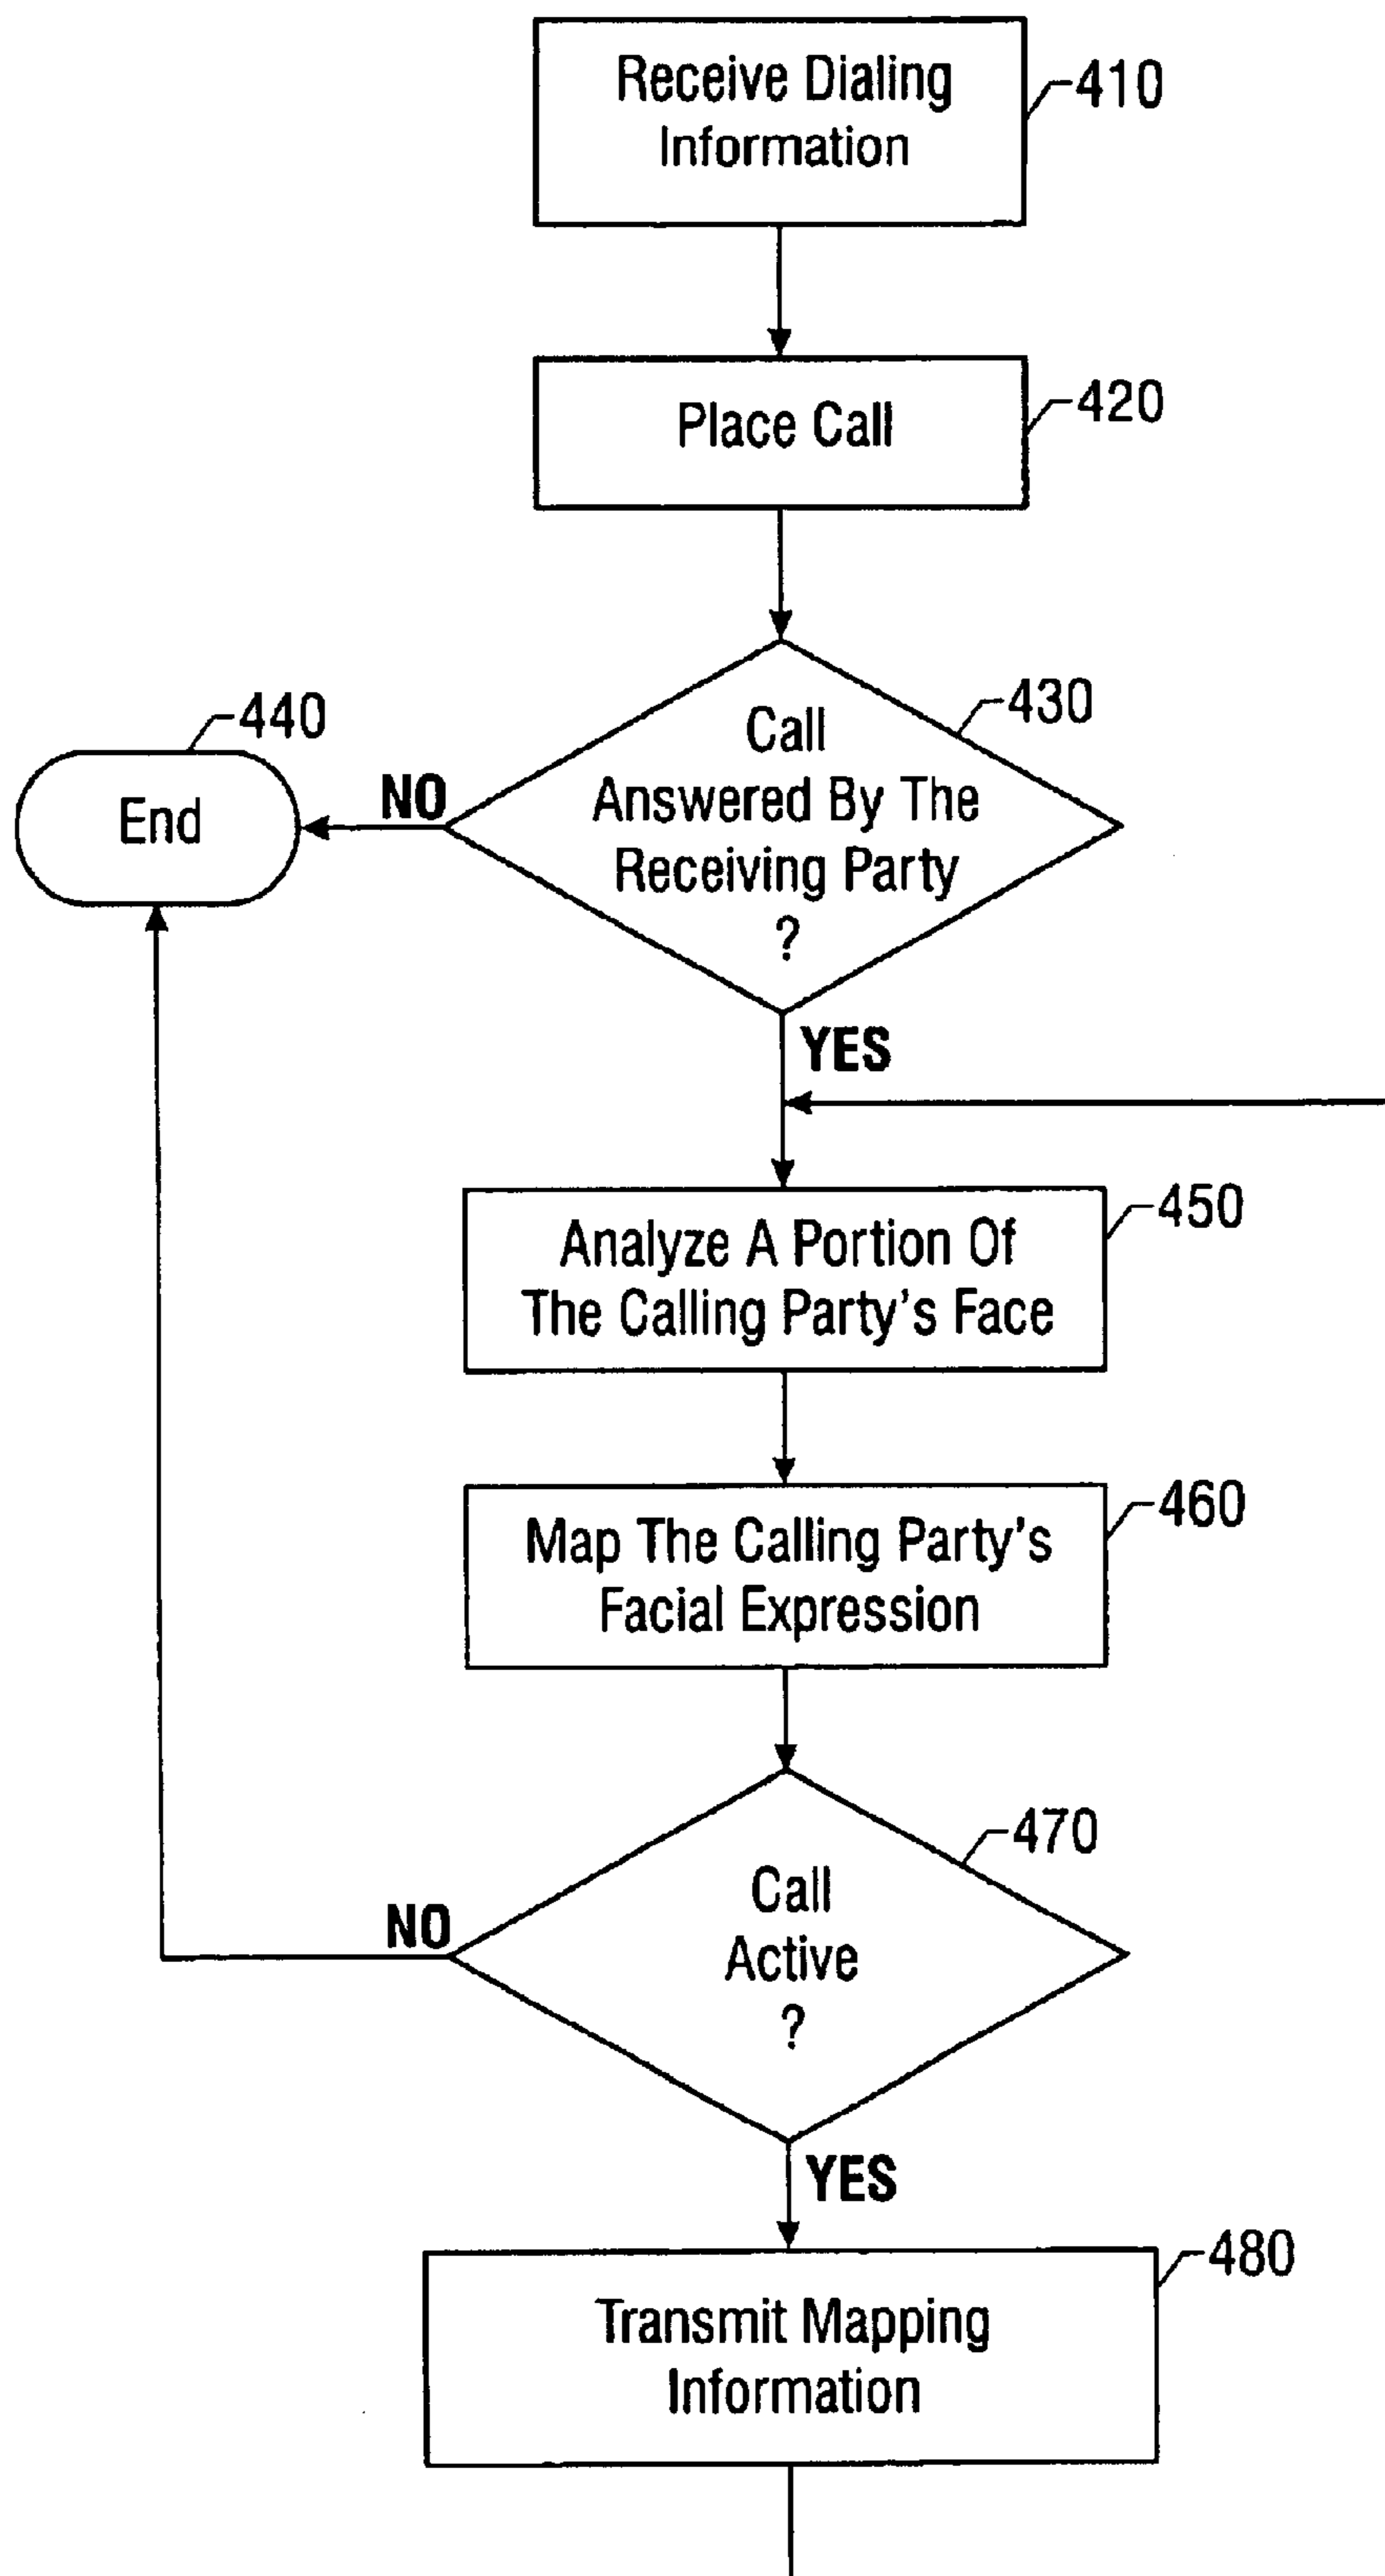 Receive Dialing
Information
410
Place Call
420
Call
Answered By The
Receiving Party
?
430
NO
440
End
YES
Analyze A Portion Of
The Calling Party's Face
450
Map The Calling Party's
Facial Expression
460
Call
Active
?
470
NO
YES
Transmit Mapping
Information
480